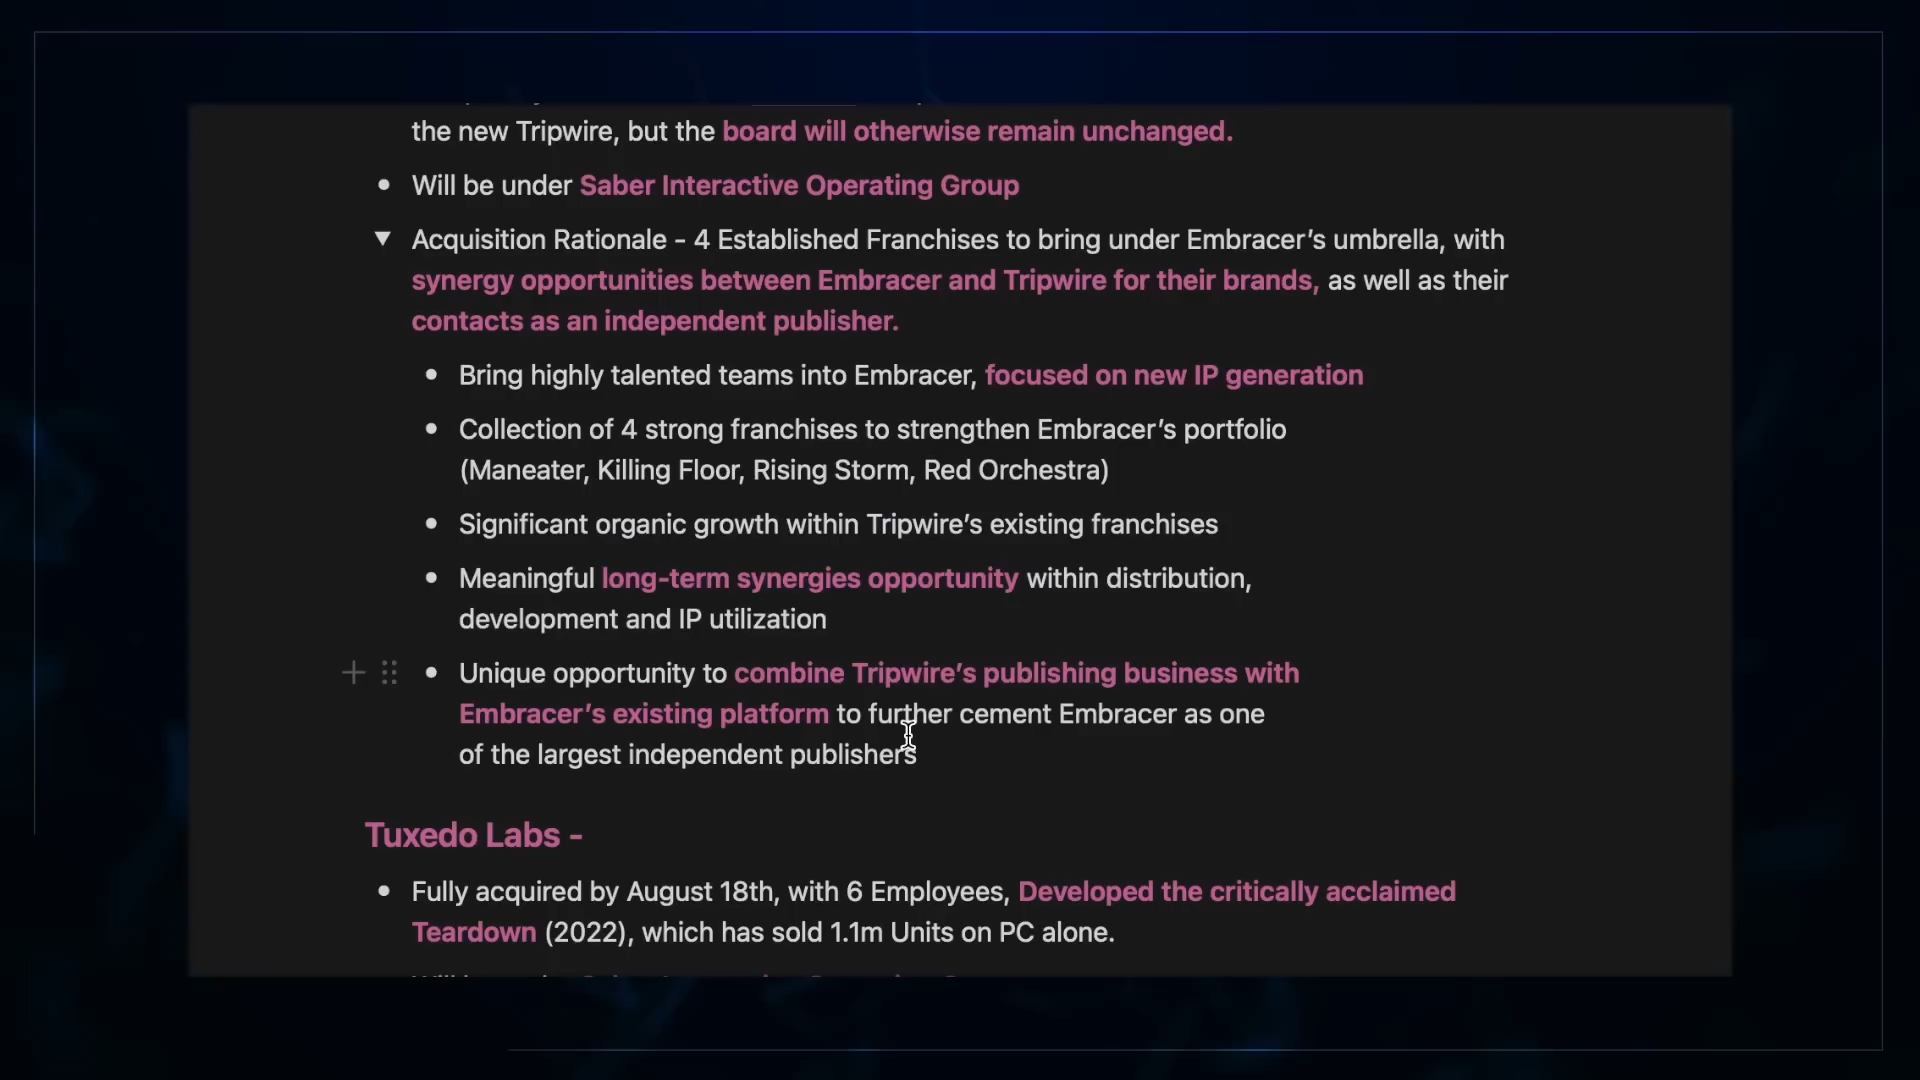 the new Tripwire, but the board will otherwise remain unchanged.
• Will be under Saber Interactive Operating Group
▼ Acquisition Rationale - 4 Established Franchises to bring under Embracer’s umbrella, with
synergy opportunities between Embracer and Tripwire for their brands, as well as their
contacts as an independent publisher.
• Bring highly talented teams into Embracer, focused on new IP generation
• Collection of 4 strong franchises to strengthen Embracer’s portfolio
(Maneater, Killing Floor, Rising Storm, Red Orchestra)
• Significant organic growth within Tripwire’s existing franchises
• Meaningful long-term synergies opportunity within distribution,
development and IP utilization
• Unique opportunity to combine Tripwire’s publishing business with
Embracer’s existing platform to further cement Embracer as one
of the largest independent publishers
Tuxedo Labs -
• Fully acquired by August 18th, with 6 Employees, Developed the critically acclaimed
Teardown (2022), which has sold 1.1m Units on PC alone.